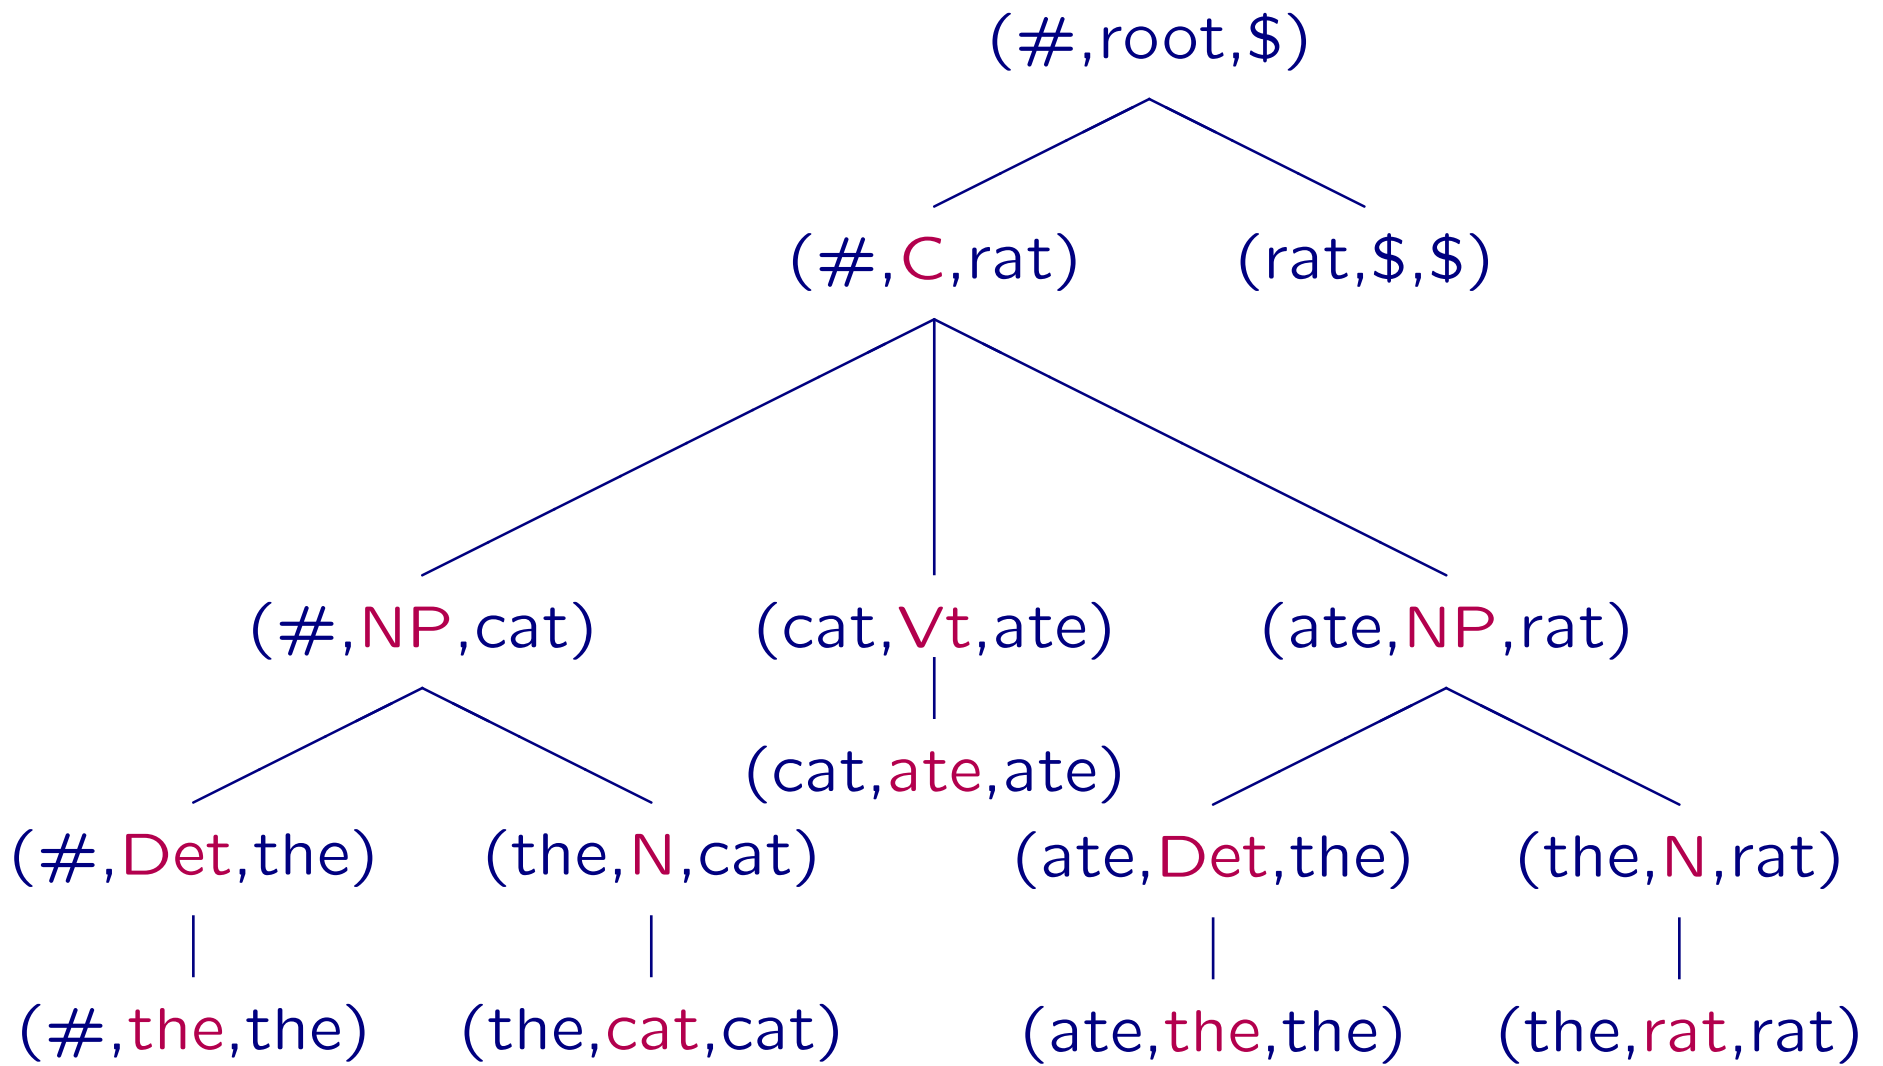 (#,root,$)
(#,C,rat) (rat,$,$)
(#,NP,cat) (cat,Vt,ate) (ate,NP,rat)
(cat,ate,ate)
(#,Det,the) (the,N,cat) (ate,Det,the) (the,N,rat)
(#,the,the) (the,cat,cat) (ate,the,the) (the,rat,rat)